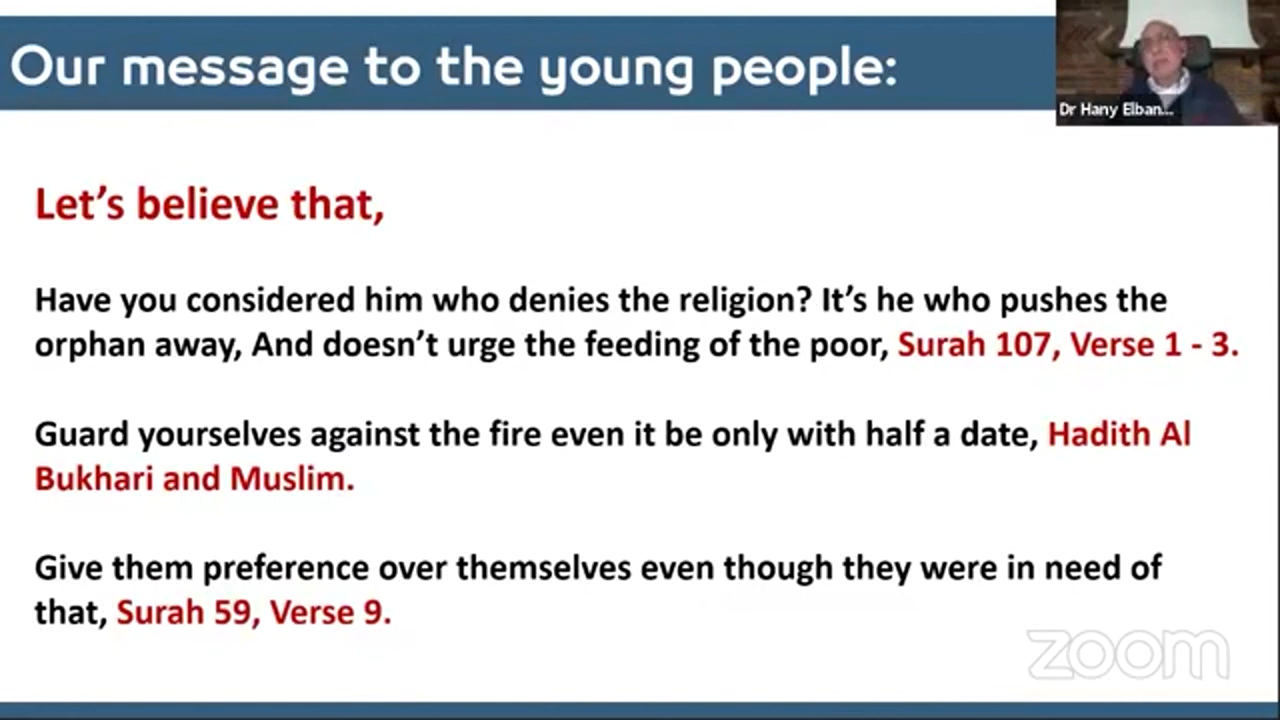 Our message to the young people:
Dr Hany Elban...
Let's believe that,
Have you considered him who denies the religion? It's he who pushes the
orphan away, And doesn't urge the feeding of the poor, Surah 107, Verse 1 - 3.
Guard yourselves against the fire even it be only with half a date, Hadith Al
Bukhari and Muslim.
Give them preference over themselves even though they were in need of
that, Surah 59, Verse 9.
zoom